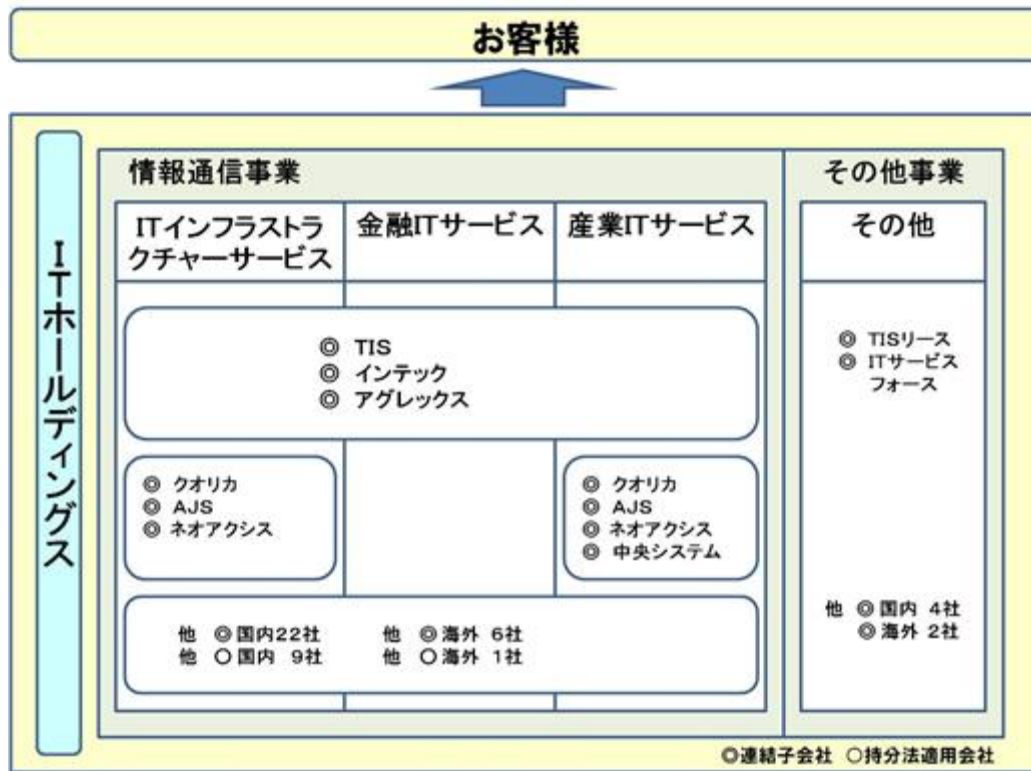 お客様
ITホールディングス
情報通信事業
その他事業
ITインフラストラ
クチャーサービス
金融ITサービス
産業ITサービス
その他
◎ TIS
◎ インテック
◎ アグレックス
◎ TISリース
◎ ITサービス
フォース
◎ クオリカ
◎ AJS
◎ ネオアクシス
◎ クオリカ
◎ AJS
◎ ネオアクシス
◎ 中央システム
他 ◎国内22社
他 ○国内 9社
他 ◎海外 6社
他 ○海外 1社
他 ◎国内 4社
◎海外 2社
◎連結子会社 ○持分法適用会社